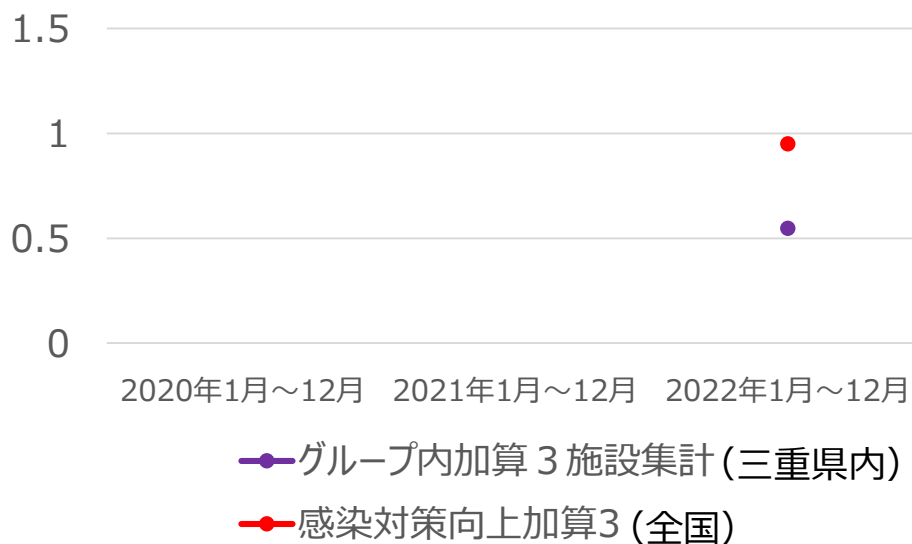 1.5
1
0.5
0
2020年1月～12月 2021年1月～12月 2022年1月～12月
グループ内加算３施設集計(三重県内)
感染対策向上加算3 (全国)